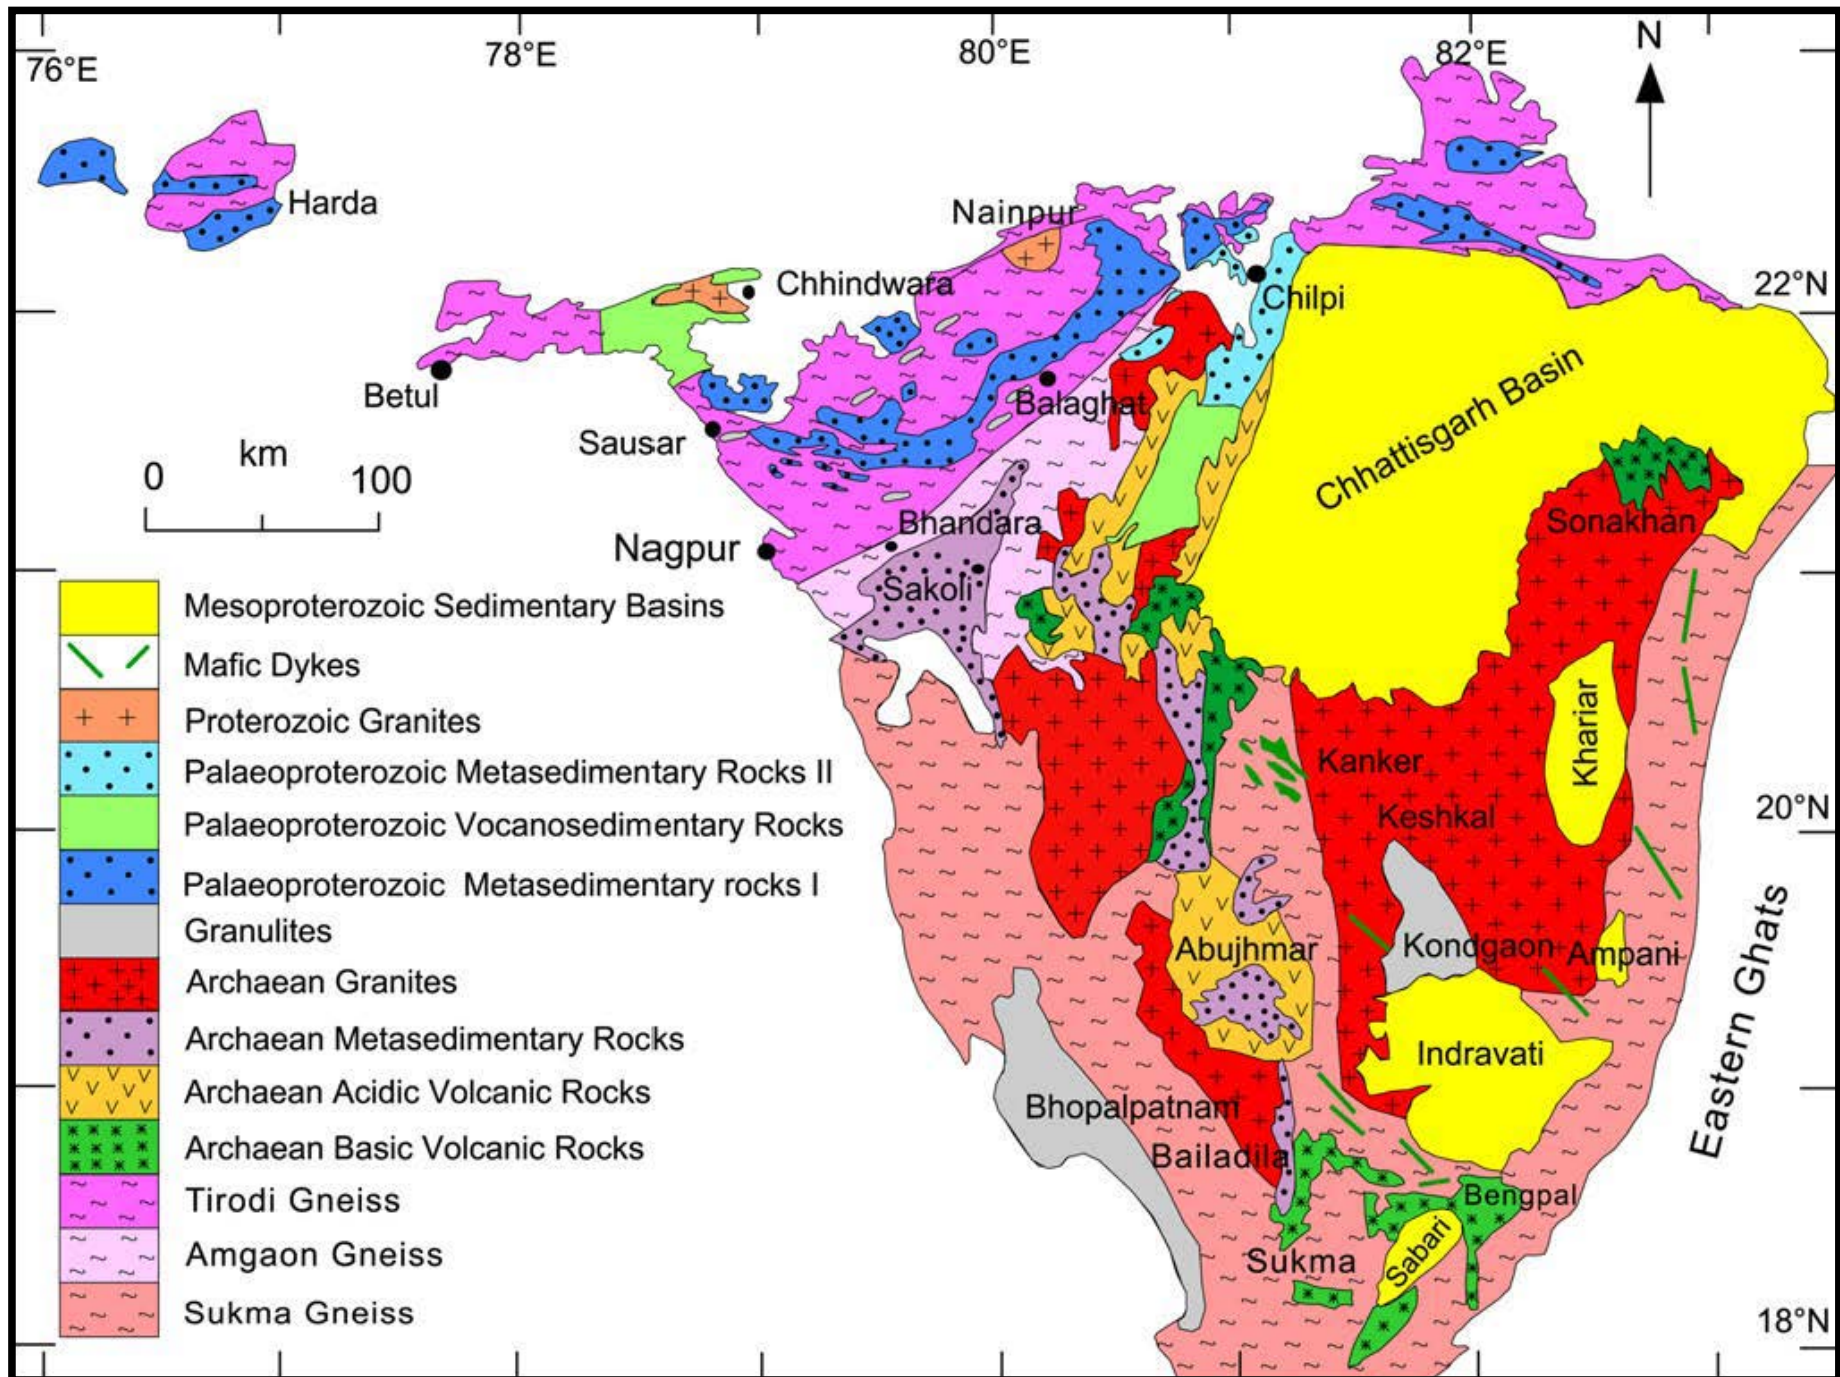 76°E
78°E
80°E
82°E
N
Harda
Nainpur
Chhindwara
Chilpi
22°N
Betul
Balaghat
Chhattisgarh Basin
Sausar
km
0
100
Bhandara
Sonakhan
Nagpur
Sakoli
Mesoproterozoic Sedimentary Basins
Mafic Dykes
Proterozoic Granites
Palaeoproterozoic Metasedimentary Rocks II
Palaeoproterozoic Vocanosedimentary Rocks
Palaeoproterozoic Metasedimentary rocks I
Granulites
Archaean Granites
Archaean Metasedimentary Rocks
Archaean Acidic Volcanic Rocks
Archaean Basic Volcanic Rocks
Tirodi Gneiss
Amgaon Gneiss
Sukma Gneiss
Khariar
Kanker
Keshkal
20°N
Abujhmar
Kondgaon
Ampani
Eastern Ghats
Indravati
Bhopalpatnam
Bailadila
Bengpal
Sabari
Sukma
18°N